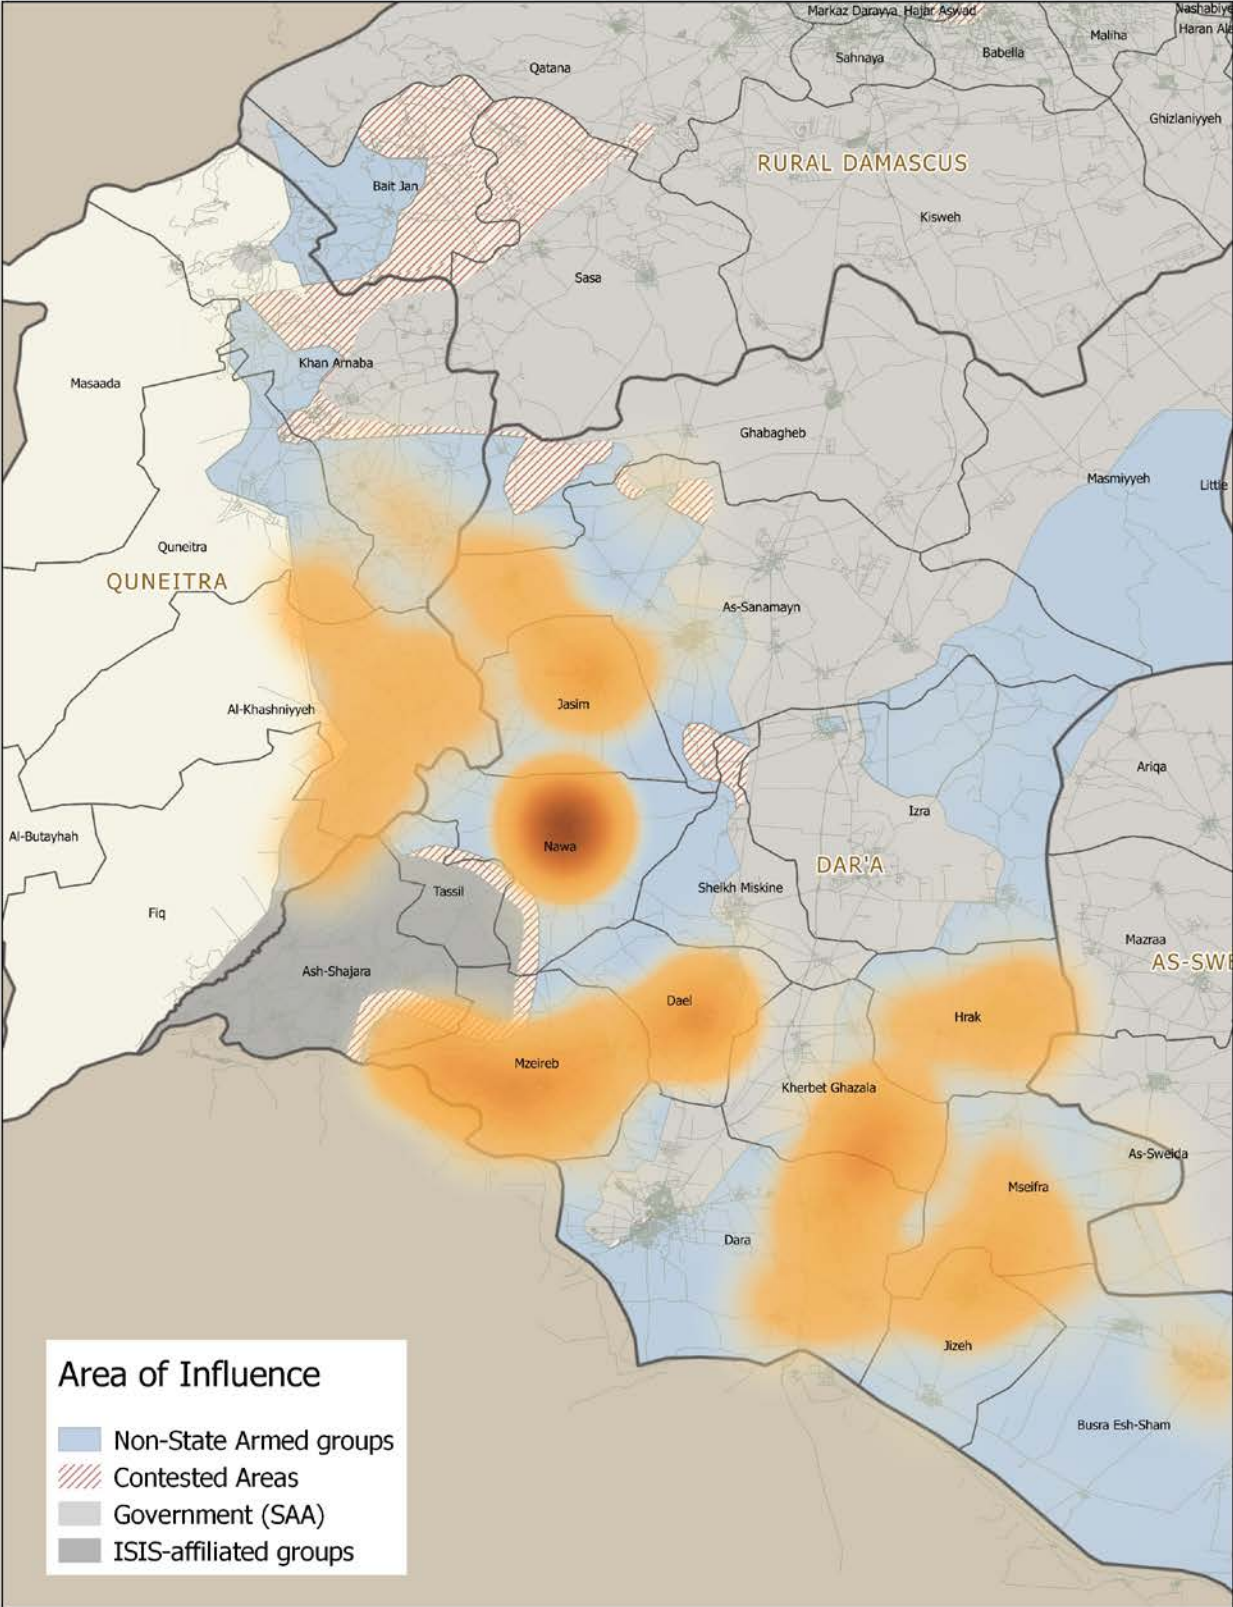 Markaz Darayya
Hajar Aswad
Nashabiye
Haran Ale
Maliha
Babella
Sahnaya
Qatana
Ghizlaniyyeh
RURAL DAMASCUS
Bait Jan
Kisweh
Sasa
Khan Arnaba
Masaada
Ghabagheb
Masmiyyeh
Little
Quneitra
QUNEITRA
As-Sanamayn
Jasim
Al-Khashniyyeh
Ariqa
Izra
Al-Butayhah
Nawa
DAR'A
Tassil
Sheikh Miskine
Fiq
Mazraa
AS-SWE
Ash-Shajara
Dael
Hrak
Mzeireb
Kherbet Ghazala
As-Sweida
Mseifra
Dara
Jizeh
Busra Esh-Sham
Area of Influence
Non-State Armed groups
Contested Areas
Government (SAA)
ISIS-affiliated groups